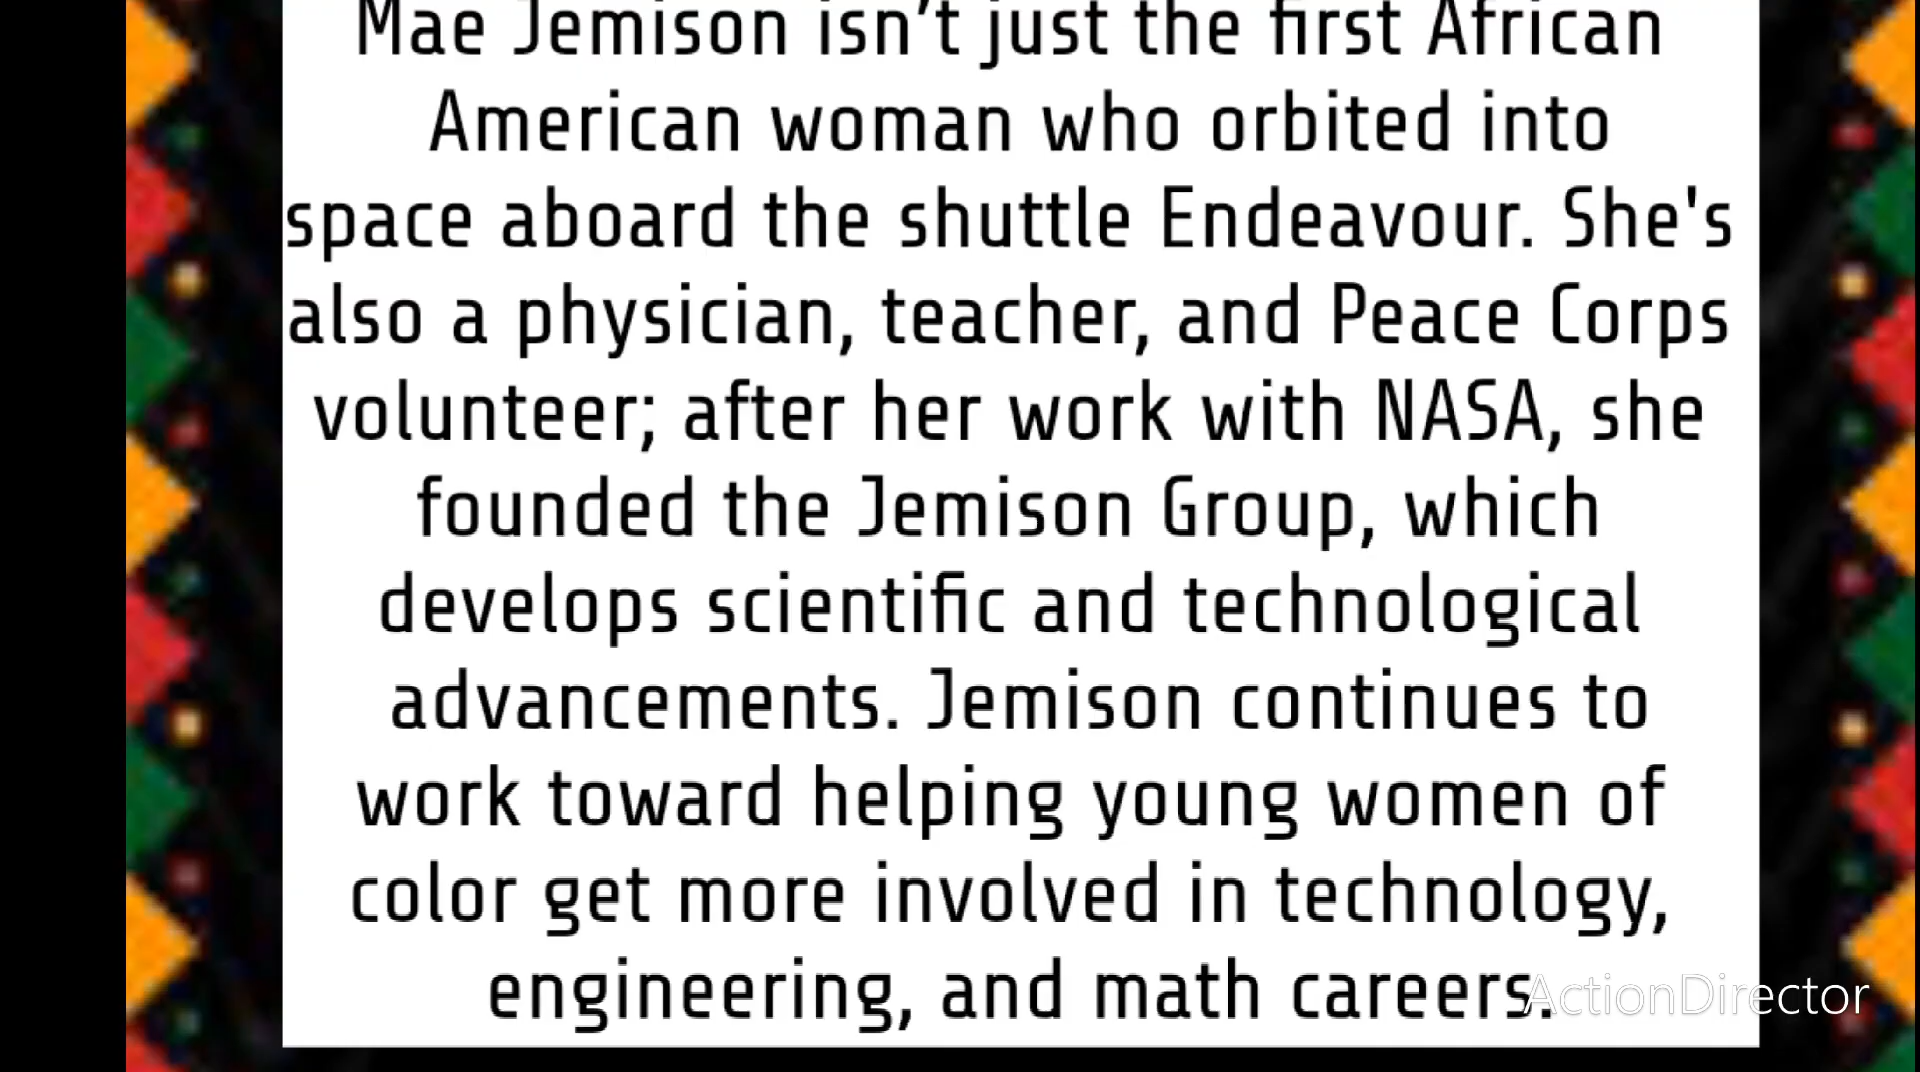 Mae Jemison isn’t just the first African
American woman who orbited into
space aboard the shuttle Endeavour. She's
also a physician, teacher, and Peace Corps
volunteer; after her work with NASA, she
founded the Jemison Group, which
develops scientific and technological
advancements. Jemison continues to
work toward helping young women of
color get more involved in technology,
engineering, and math careers.
ActionDirector